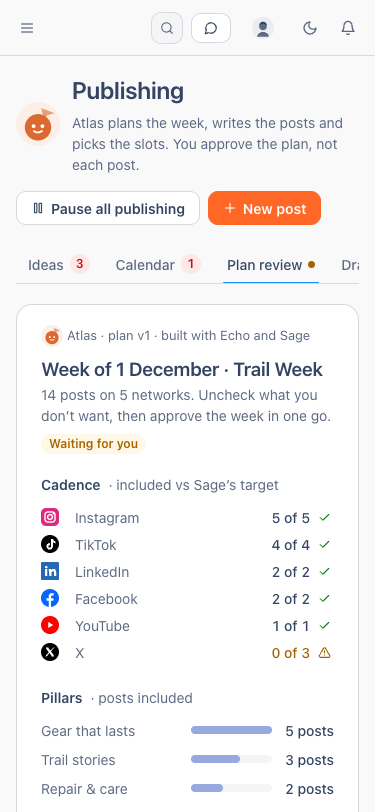 Publishing
Atlas plans the week, writes the posts and
picks the slots. You approve the plan, not
each post.
Pause all publishing
New post
Ideas 3 Calendar 1 Plan review Dra
Atlas · plan v1 · built with Echo and Sage
Week of 1 December · Trail Week
14 posts on 5 networks. Uncheck what you
don’t want, then approve the week in one go.
Waiting for you
Cadence · included vs Sage’s target
Instagram 5 of 5
TikTok 4 of 4
LinkedIn 2 of 2
Facebook 2 of 2
YouTube 1 of 1
X 0 of 3
Pillars · posts included
Gear that lasts 5 posts
Trail stories 3 posts
Repair & care 2 posts